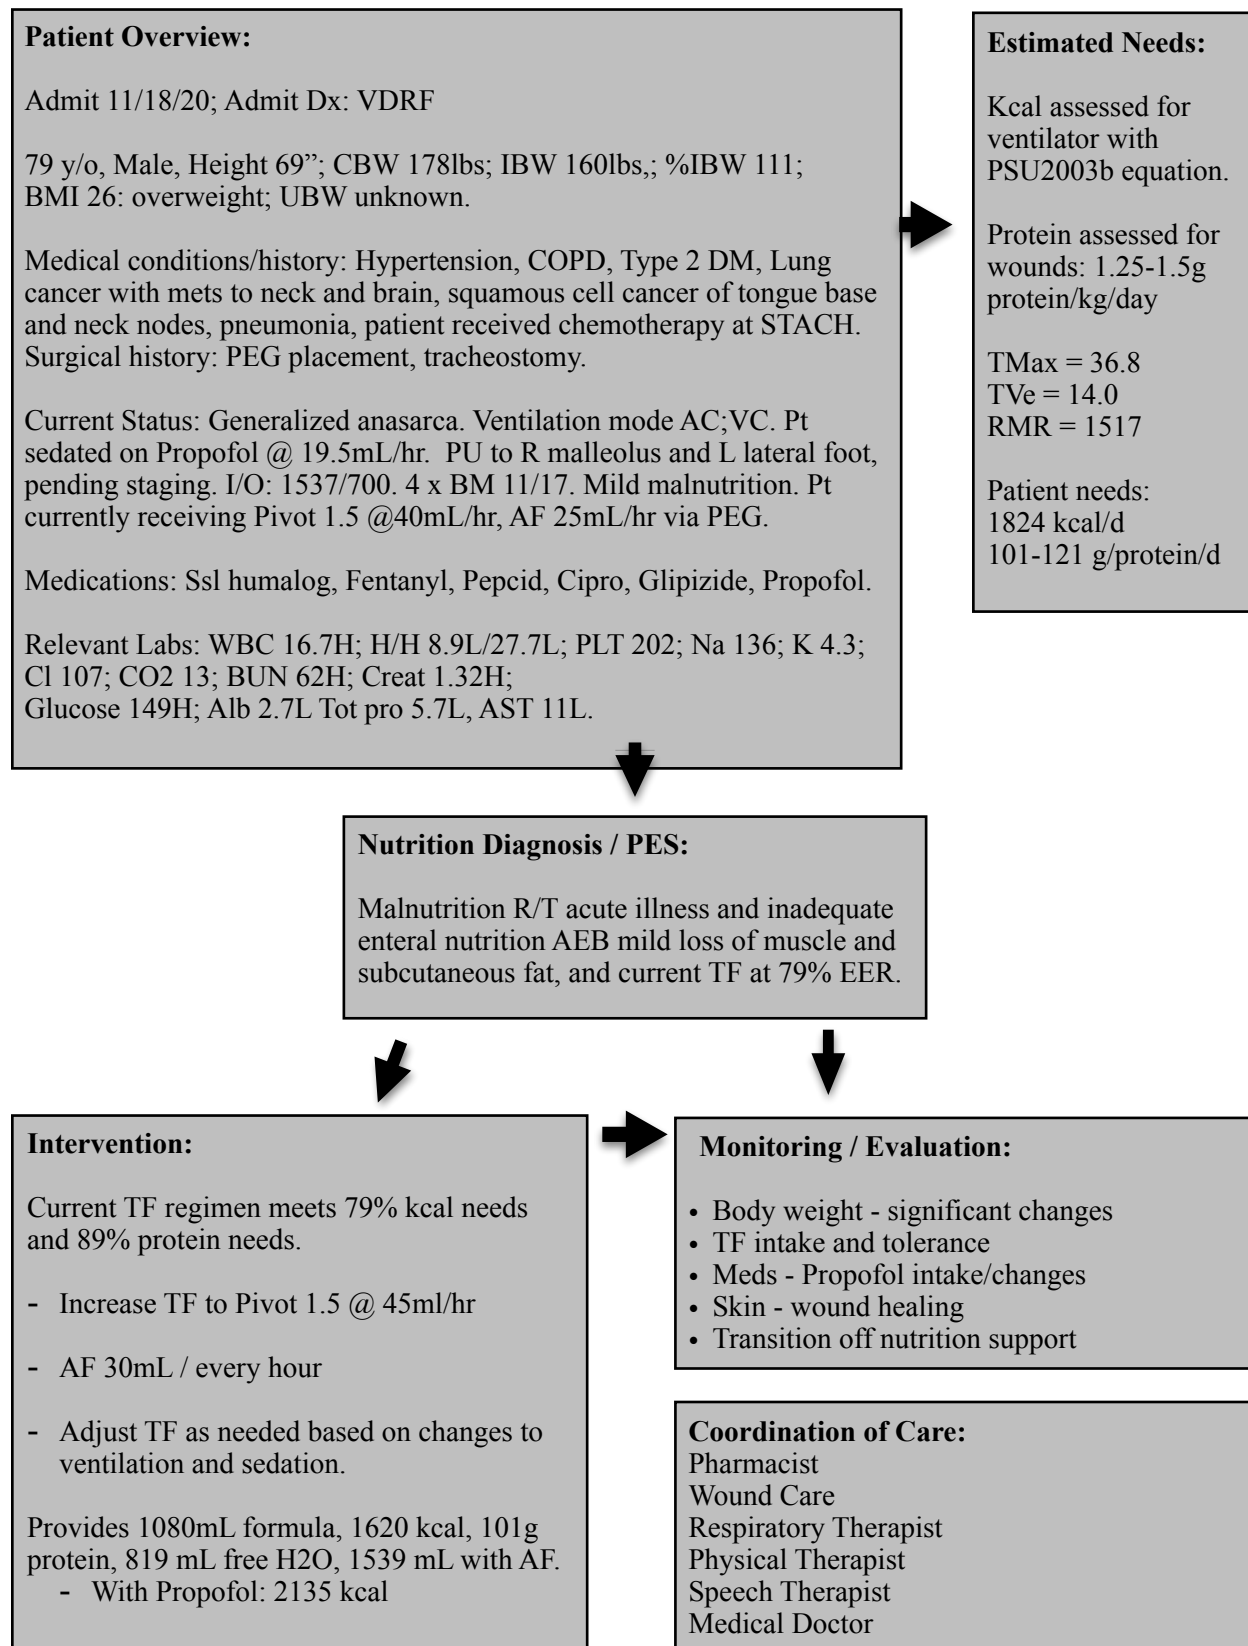 Patient Overview:
Admit 11/18/20; Admit Dx: VDRF
79 y/o, Male, Height 69”; CBW 178lbs; IBW 160lbs,; %IBW 111;
BMI 26: overweight; UBW unknown.
Medical conditions/history: Hypertension, COPD, Type 2 DM, Lung
cancer with mets to neck and brain, squamous cell cancer of tongue base
and neck nodes, pneumonia, patient received chemotherapy at STACH.
Surgical history: PEG placement, tracheostomy.
Current Status: Generalized anasarca. Ventilation mode AC;VC. Pt
sedated on Propofol @ 19.5mL/hr. PU to R malleolus and L lateral foot,
pending staging. I/O: 1537/700. 4 x BM 11/17. Mild malnutrition. Pt
currently receiving Pivot 1.5 @40mL/hr, AF 25mL/hr via PEG.
Medications: Ssl humalog, Fentanyl, Pepcid, Cipro, Glipizide, Propofol.
Relevant Labs: WBC 16.7H; H/H 8.9L/27.7L; PLT 202; Na 136; K 4.3;
Cl 107; CO2 13; BUN 62H; Creat 1.32H;
Glucose 149H; Alb 2.7L Tot pro 5.7L, AST 11L.
Estimated Needs:
Kcal assessed for
ventilator with
PSU2003b equation.
Protein assessed for
wounds: 1.25-1.5g
protein/kg/day
TMax = 36.8
TVe = 14.0
RMR = 1517
Patient needs:
1824 kcal/d
101-121 g/protein/d
Nutrition Diagnosis / PES:
Malnutrition R/T acute illness and inadequate
enteral nutrition AEB mild loss of muscle and
subcutaneous fat, and current TF at 79% EER.
Intervention:
Current TF regimen meets 79% kcal needs
and 89% protein needs.
- Increase TF to Pivot 1.5 @ 45ml/hr
- AF 30mL / every hour
- Adjust TF as needed based on changes to
ventilation and sedation.
Provides 1080mL formula, 1620 kcal, 101g
protein, 819 mL free H2O, 1539 mL with AF.
- With Propofol: 2135 kcal
Monitoring / Evaluation:
• Body weight - significant changes
• TF intake and tolerance
• Meds - Propofol intake/changes
• Skin - wound healing
• Transition off nutrition support
Coordination of Care:
Pharmacist
Wound Care
Respiratory Therapist
Physical Therapist
Speech Therapist
Medical Doctor